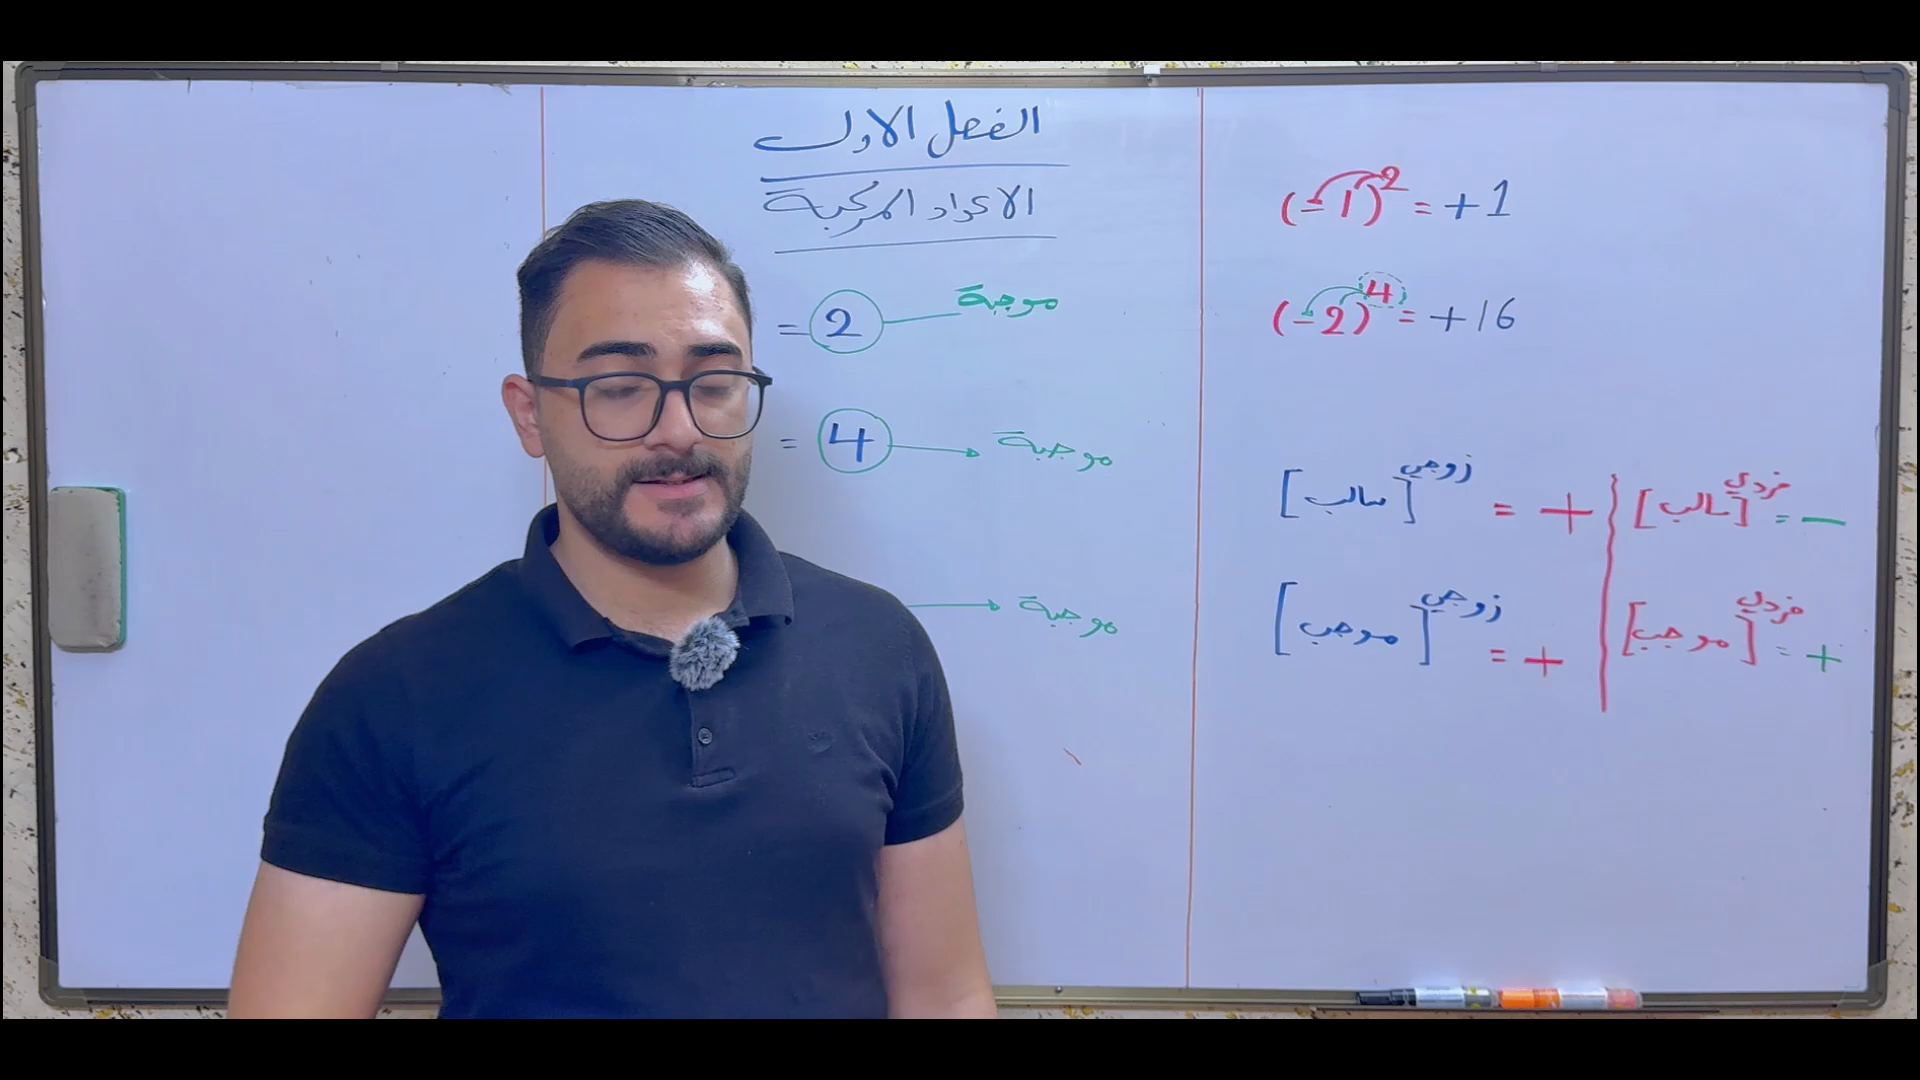 الفصل الاول
الاعداد المركبة
= 2 موجبة
= 4 موجبة
موجبة
(-1)² = +1
(-2)⁴ = +16
[سالب]^زوجي = +
[سالب]^فردي = -
[موجب]^زوجي = +
[موجب]^فردي = +